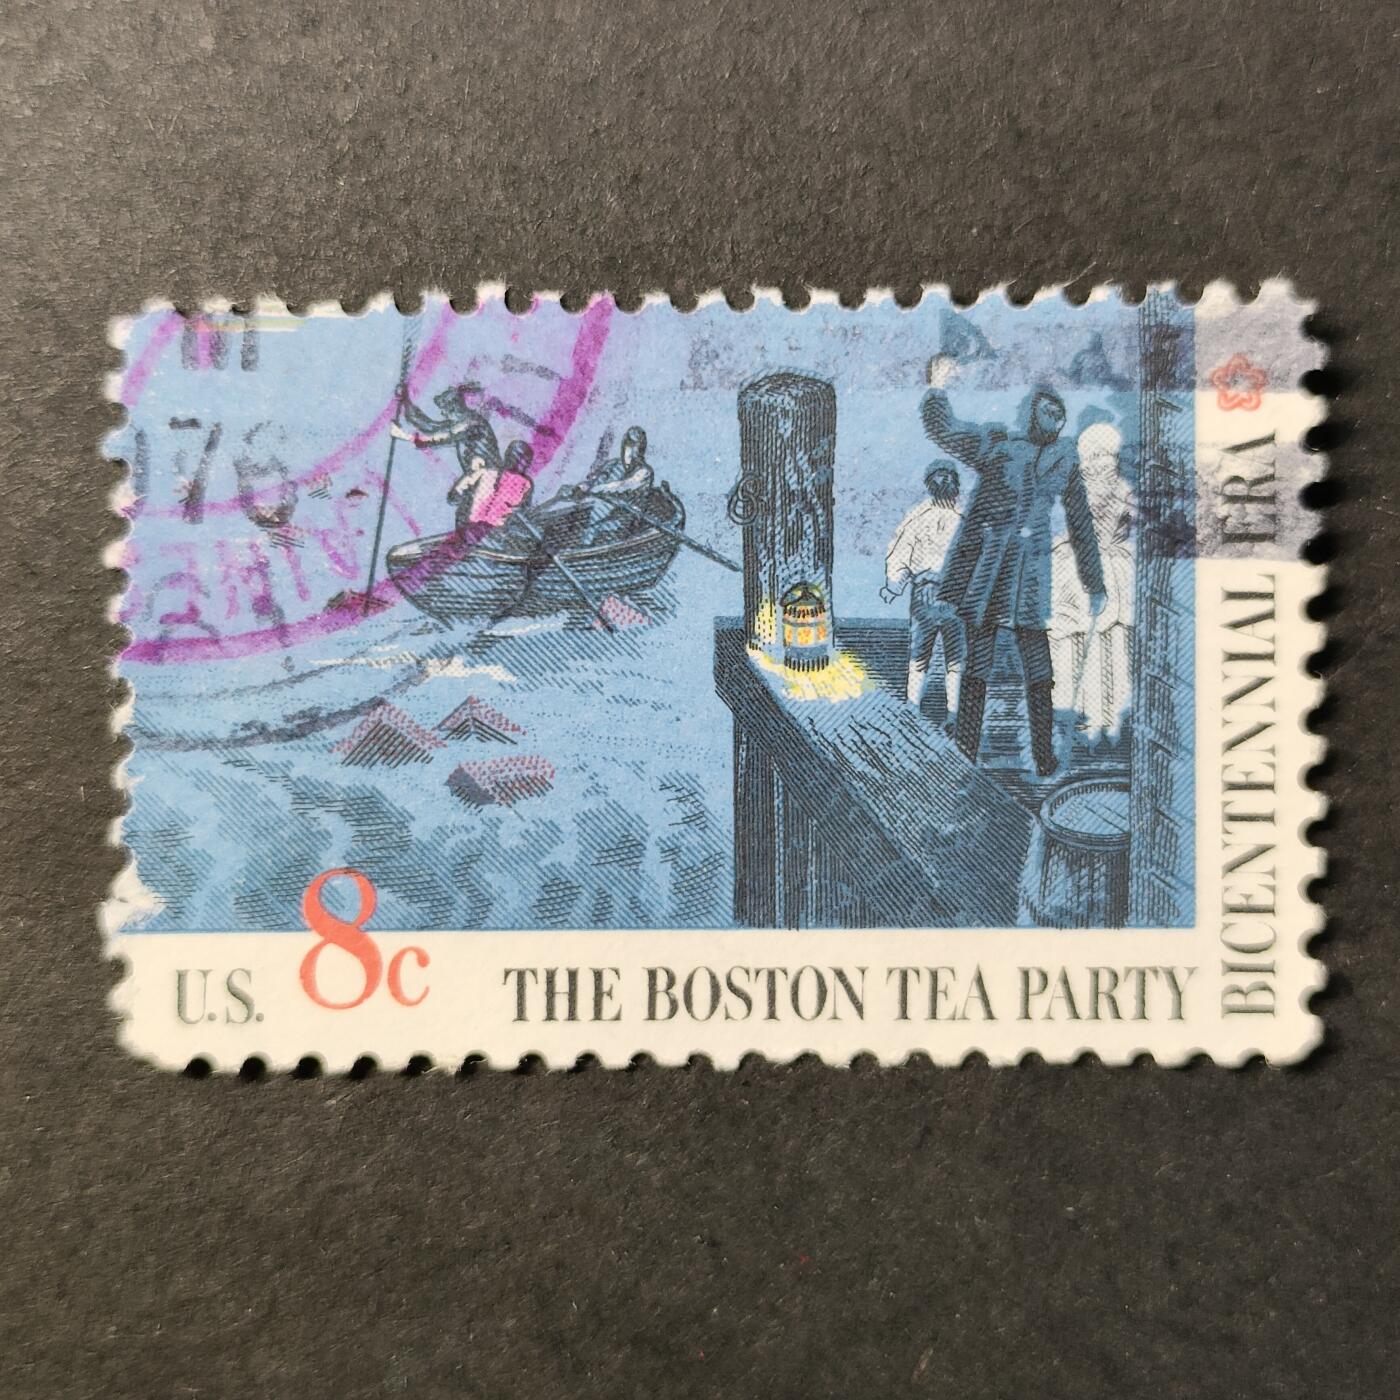 U.S. 8c THE BOSTON TEA PARTY
BICENTENNIAL ERA